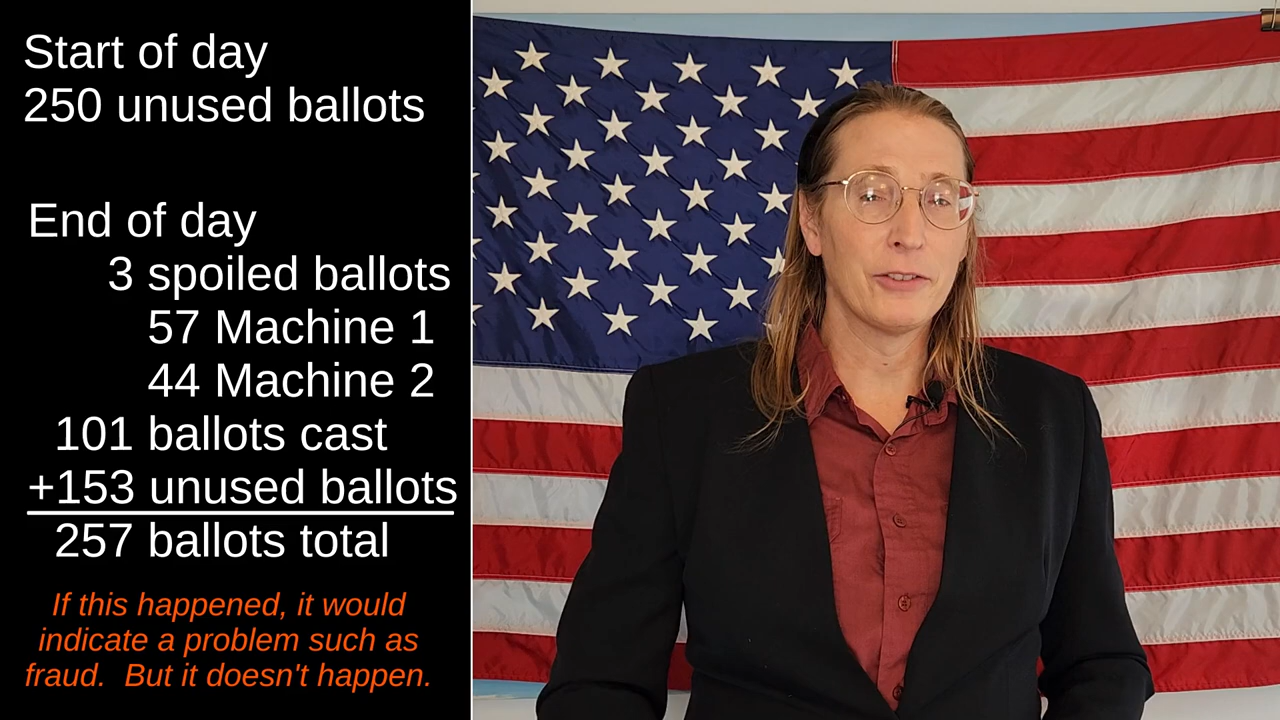 Start of day
250 unused ballots
End of day
3 spoiled ballots
57 Machine 1
44 Machine 2
101 ballots cast
+153 unused ballots
257 ballots total
If this happened, it would
indicate a problem such as
fraud. But it doesn't happen.